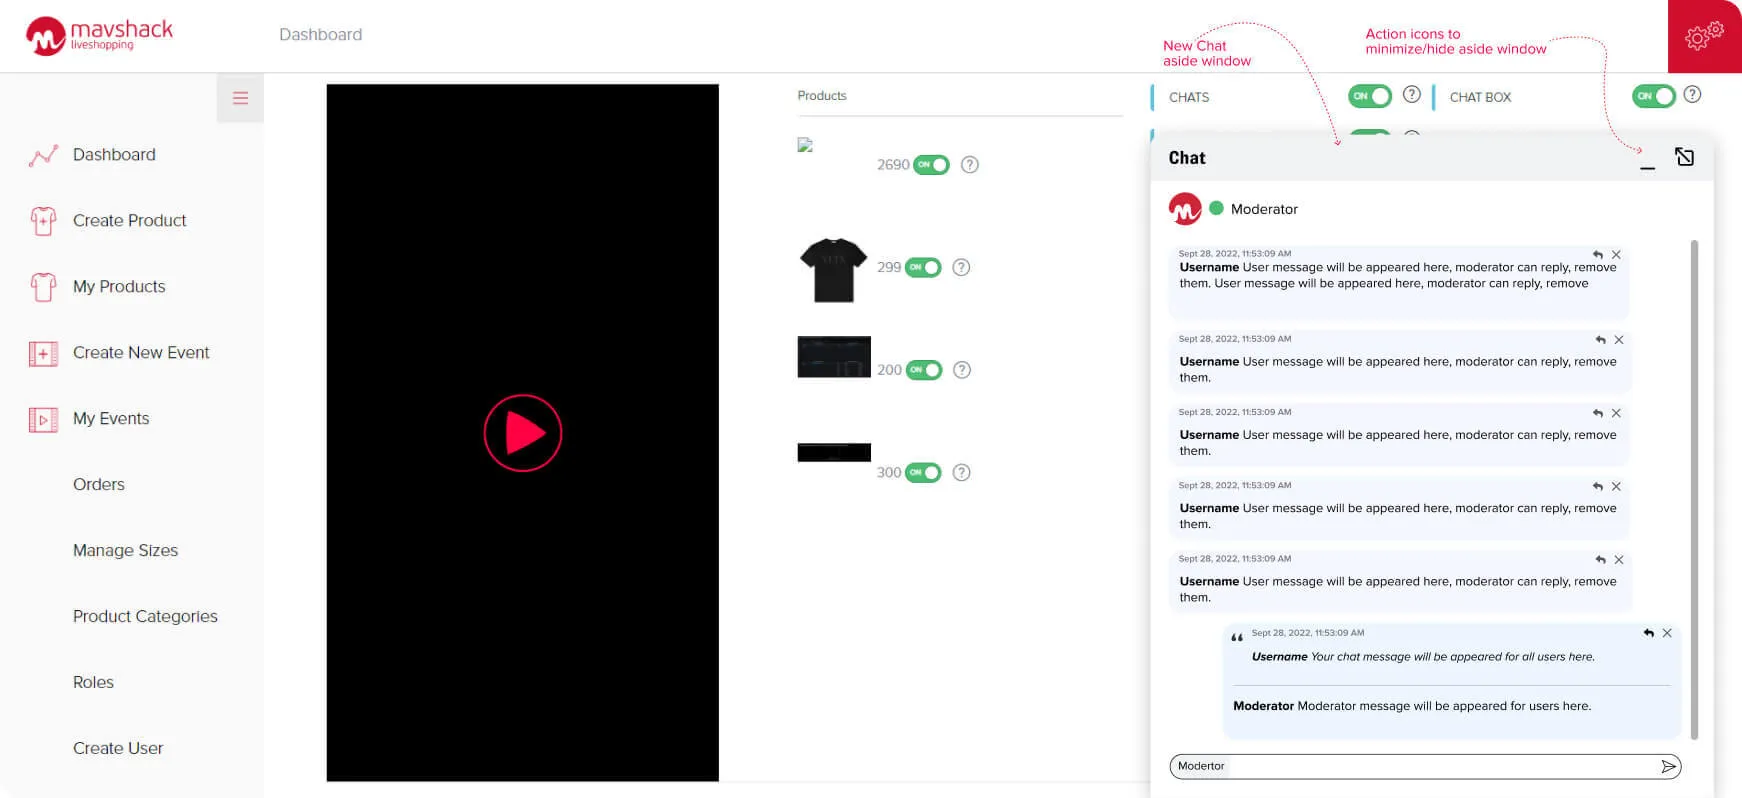 mavshack
liveshopping
Dashboard
New Chat
aside window
Action icons to
minimize/hide aside window
Dashboard
Create Product
My Products
Create New Event
My Events
Orders
Manage Sizes
Product Categories
Roles
Create User
Products
2690 ON ?
299 ON ?
200 ON ?
300 ON ?
CHATS ON ?
CHAT BOX ON ?
Chat
Moderator
Sept 28, 2022, 11:53:09 AM
Username User message will be appeared here, moderator can reply, remove
them. User message will be appeared here, moderator can reply, remove
Sept 28, 2022, 11:53:09 AM
Username User message will be appeared here, moderator can reply, remove
them.
Sept 28, 2022, 11:53:09 AM
Username User message will be appeared here, moderator can reply, remove
them.
Sept 28, 2022, 11:53:09 AM
Username User message will be appeared here, moderator can reply, remove
them.
Sept 28, 2022, 11:53:09 AM
Username User message will be appeared here, moderator can reply, remove
them.
Sept 28, 2022, 11:53:09 AM
Username Your chat message will be appeared for all users here.
Moderator Moderator message will be appeared for users here.
Modertor